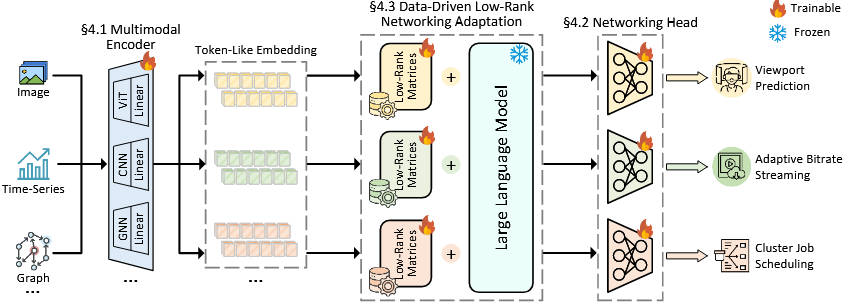 §4.1 Multimodal
Encoder
§4.3 Data-Driven Low-Rank
Networking Adaptation
§4.2 Networking Head
Trainable
Frozen
Token-Like Embedding
Image
Time-Series
Graph
...
ViT
Linear
CNN
Linear
GNN
Linear
...
...
Low-Rank
Matrices
+
Low-Rank
Matrices
+
Low-Rank
Matrices
+
Large Language Model
...
Viewport
Prediction
Adaptive Bitrate
Streaming
Cluster Job
Scheduling
...